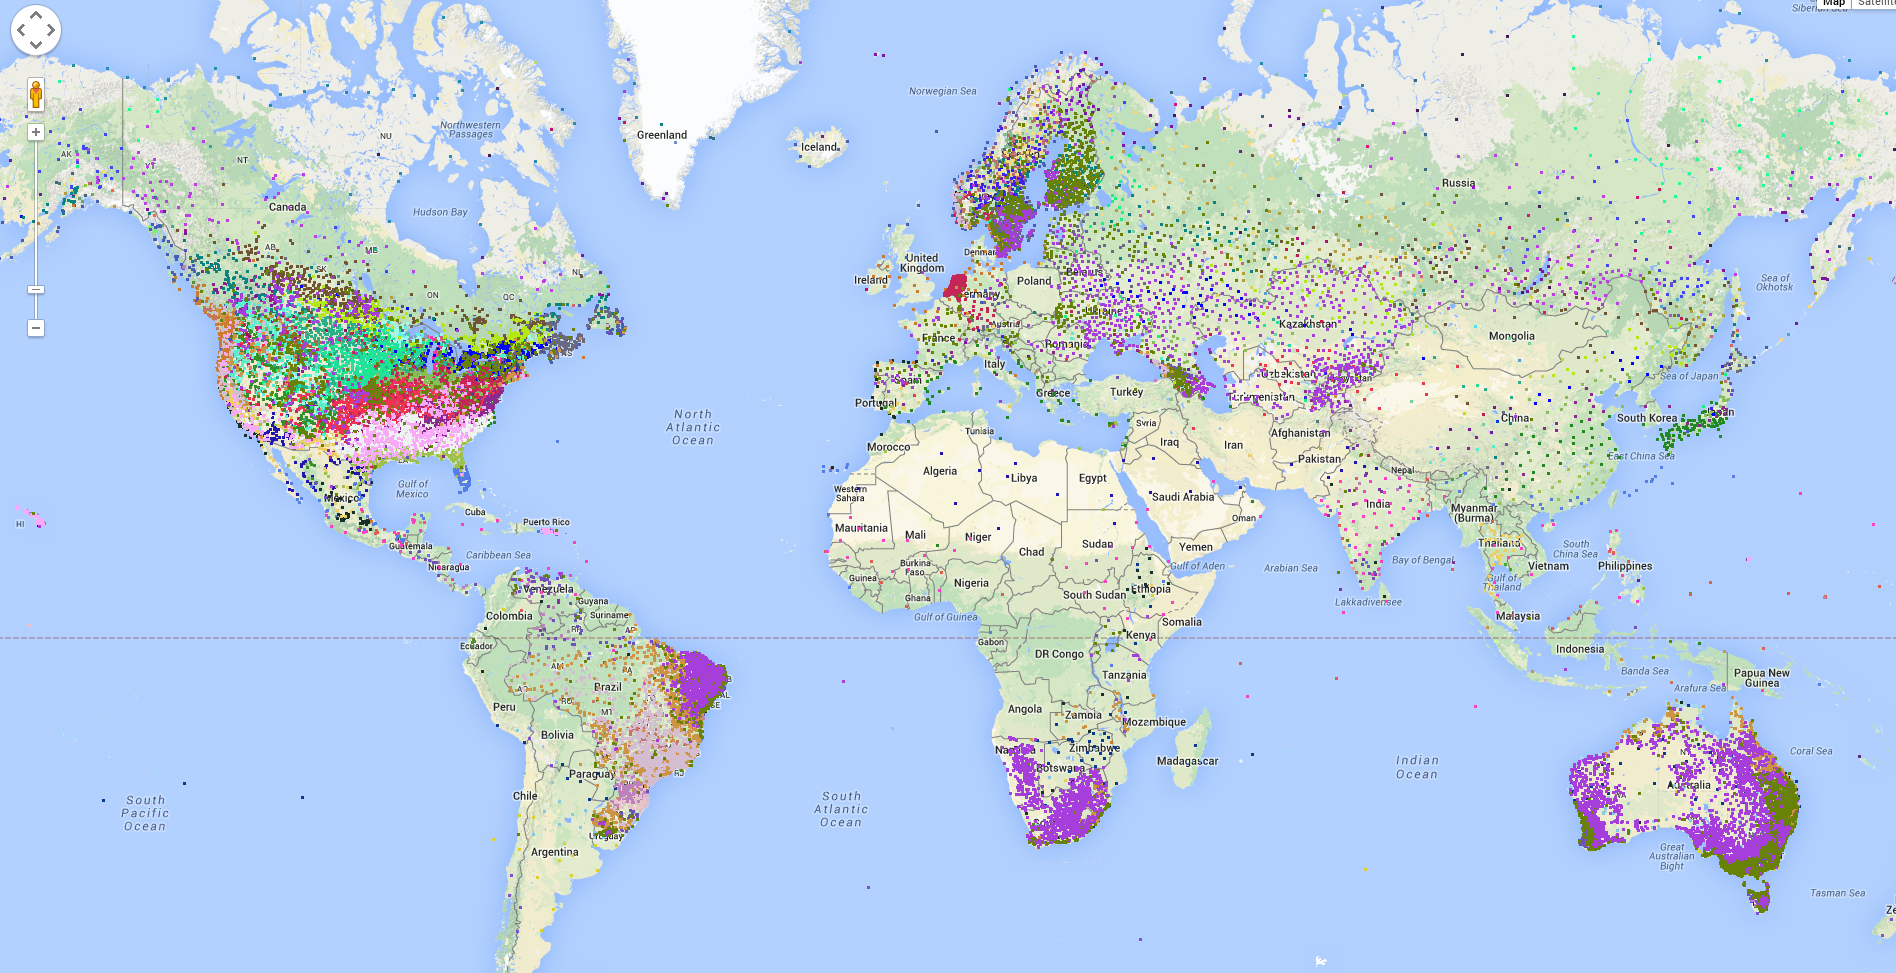 Map Satellit
Siberian Sea
Norwegian Sea
Northwestern
Passages
NU
Greenland
Iceland
AK
YT
NT
Canada
Hudson Bay
Russia
AB
MB
SK
NL
ON
QC
United
Kingdom
Denmar
Ireland
Belarus
Poland
ermany
Sea of
Okhotsk
Ukraine
Austria
France
Romania
Kazakhstan
Mongolia
Italy
Spain
Portugal
Greece
Turkey
Uzbekistan
Turkmenistan
Sea of Japan
South Korea
Japan
China
North
Atlantic
Ocean
Tunisia
Syria
Morocco
Iraq
Iran
Afghanistan
Pakistan
East China Sea
Algeria
Libya
Egypt
Nepal
LA
Gulf of
Mexico
México
Western
Sahara
Saudi Arabia
India
Myanmar
(Burma)
Cuba
Puerto Rico
HI
Mauritania
Mali
Niger
Chad
Sudan
Oman
Yemen
Thailand
South
China Sea
Guatemala
Caribbean Sea
Nicaragua
Burkina
Faso
Guinea
Nigeria
Ghana
Gulf of Aden
Arabian Sea
Bay of Bengal
Vietnam
Philippines
Gulf of
Thailand
South Sudan
Ethiopia
Lakkadivensee
Venezuela
Guyana
Suriname
Colombia
Gulf of Guinea
Somalia
Malaysia
Ecuador
AP
Gabon
Kenya
DR Congo
Indonesia
AM
PA
Brazil
Peru
Tanzania
Banda Sea
Arafura Sea
Papua New
Guinea
RO
MT
AL
SE
Angola
Zambia
Mozambique
Bolivia
Namibia
Zimbabwe
Botswana
Madagascar
Coral Sea
Indian
Ocean
Paraguay
RJ
Chile
NT
WA
Australia
South
Pacific
Ocean
South
Atlantic
Ocean
Uruguay
Argentina
Great
Australian
Bight
Tasman Sea
Ze